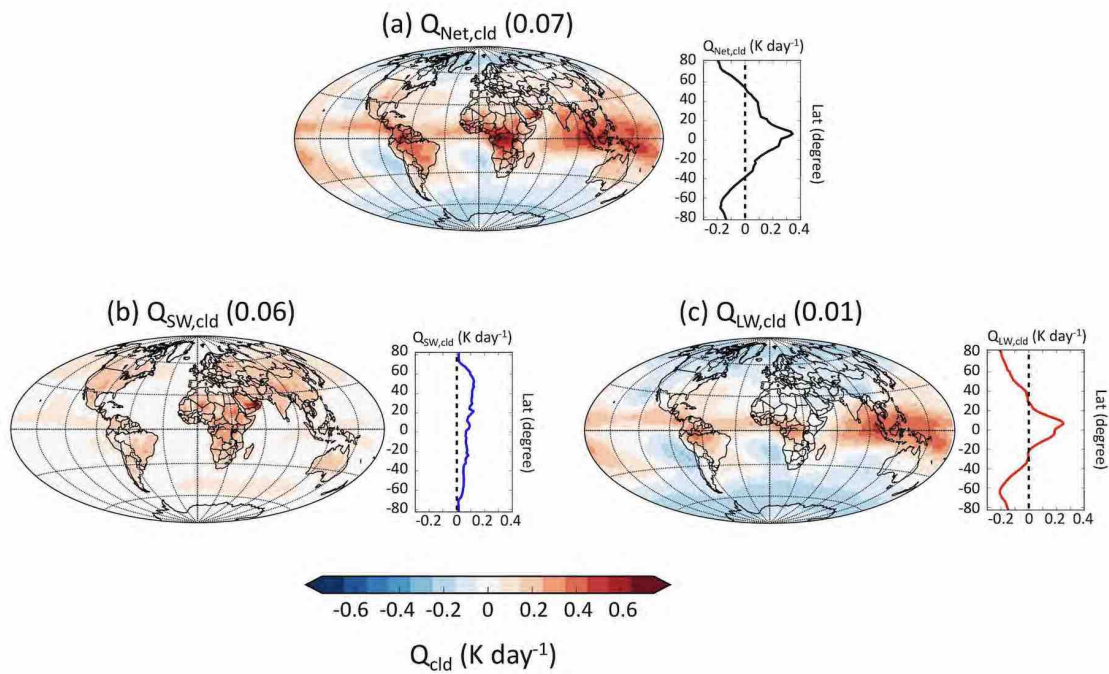 (a) Q_Net,cld (0.07)
Q_Net,cld (K day⁻¹)
80
60
40
20
0
-20
-40
-60
-80
-0.2 0 0.2 0.4
Lat (degree)
(b) Q_SW,cld (0.06)
Q_SW,cld (K day⁻¹)
80
60
40
20
0
-20
-40
-60
-80
-0.2 0 0.2 0.4
Lat (degree)
(c) Q_LW,cld (0.01)
Q_LW,cld (K day⁻¹)
80
60
40
20
0
-20
-40
-60
-80
-0.2 0 0.2 0.4
Lat (degree)
-0.6 -0.4 -0.2 0 0.2 0.4 0.6
Q_cld (K day⁻¹)